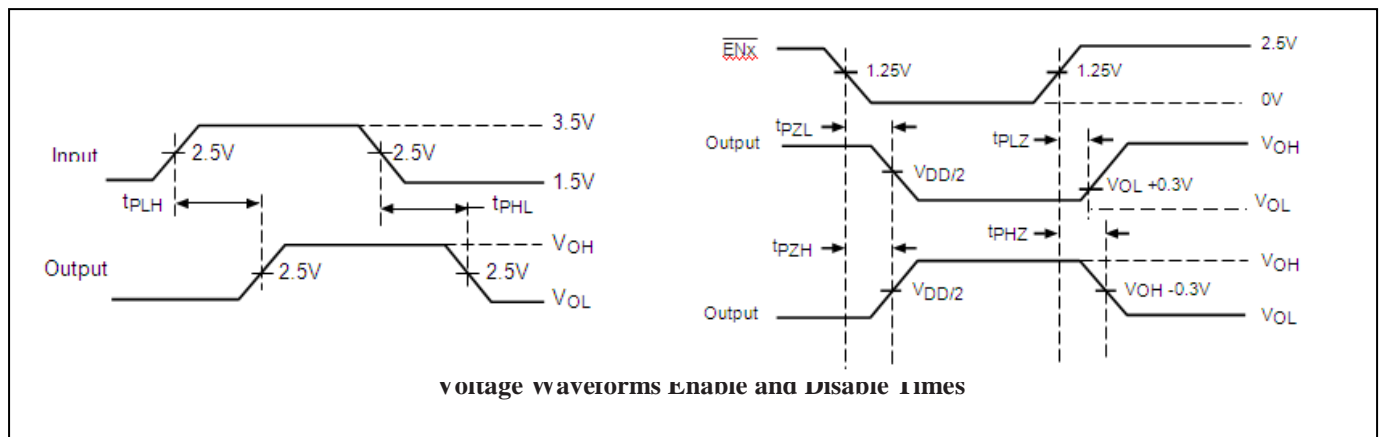 Input
2.5V
2.5V
3.5V
1.5V
tPLH
tPHL
Output
2.5V
2.5V
VOH
VOL
ENx
1.25V
1.25V
2.5V
0V
Output
tPZL
VDD/2
tPLZ
VOL +0.3V
VOH
VOL
Output
tPZH
VDD/2
tPHZ
VOH -0.3V
VOH
VOL
Voltage Waveforms Enable and Disable Times